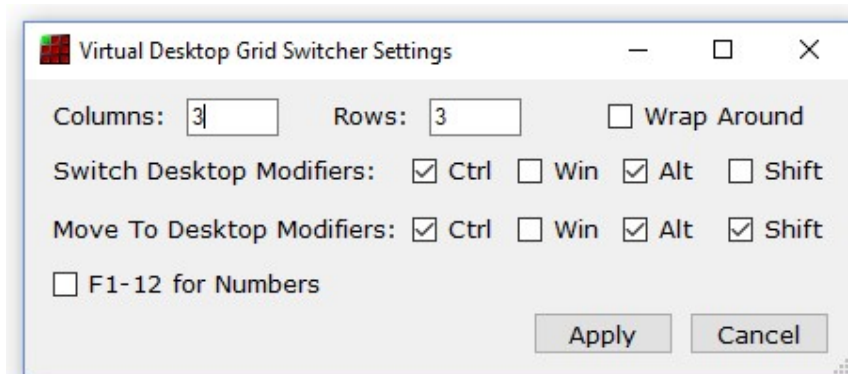 Virtual Desktop Grid Switcher Settings
Columns: 3 Rows: 3 Wrap Around
Switch Desktop Modifiers: Ctrl Win Alt Shift
Move To Desktop Modifiers: Ctrl Win Alt Shift
F1-12 for Numbers
Apply Cancel